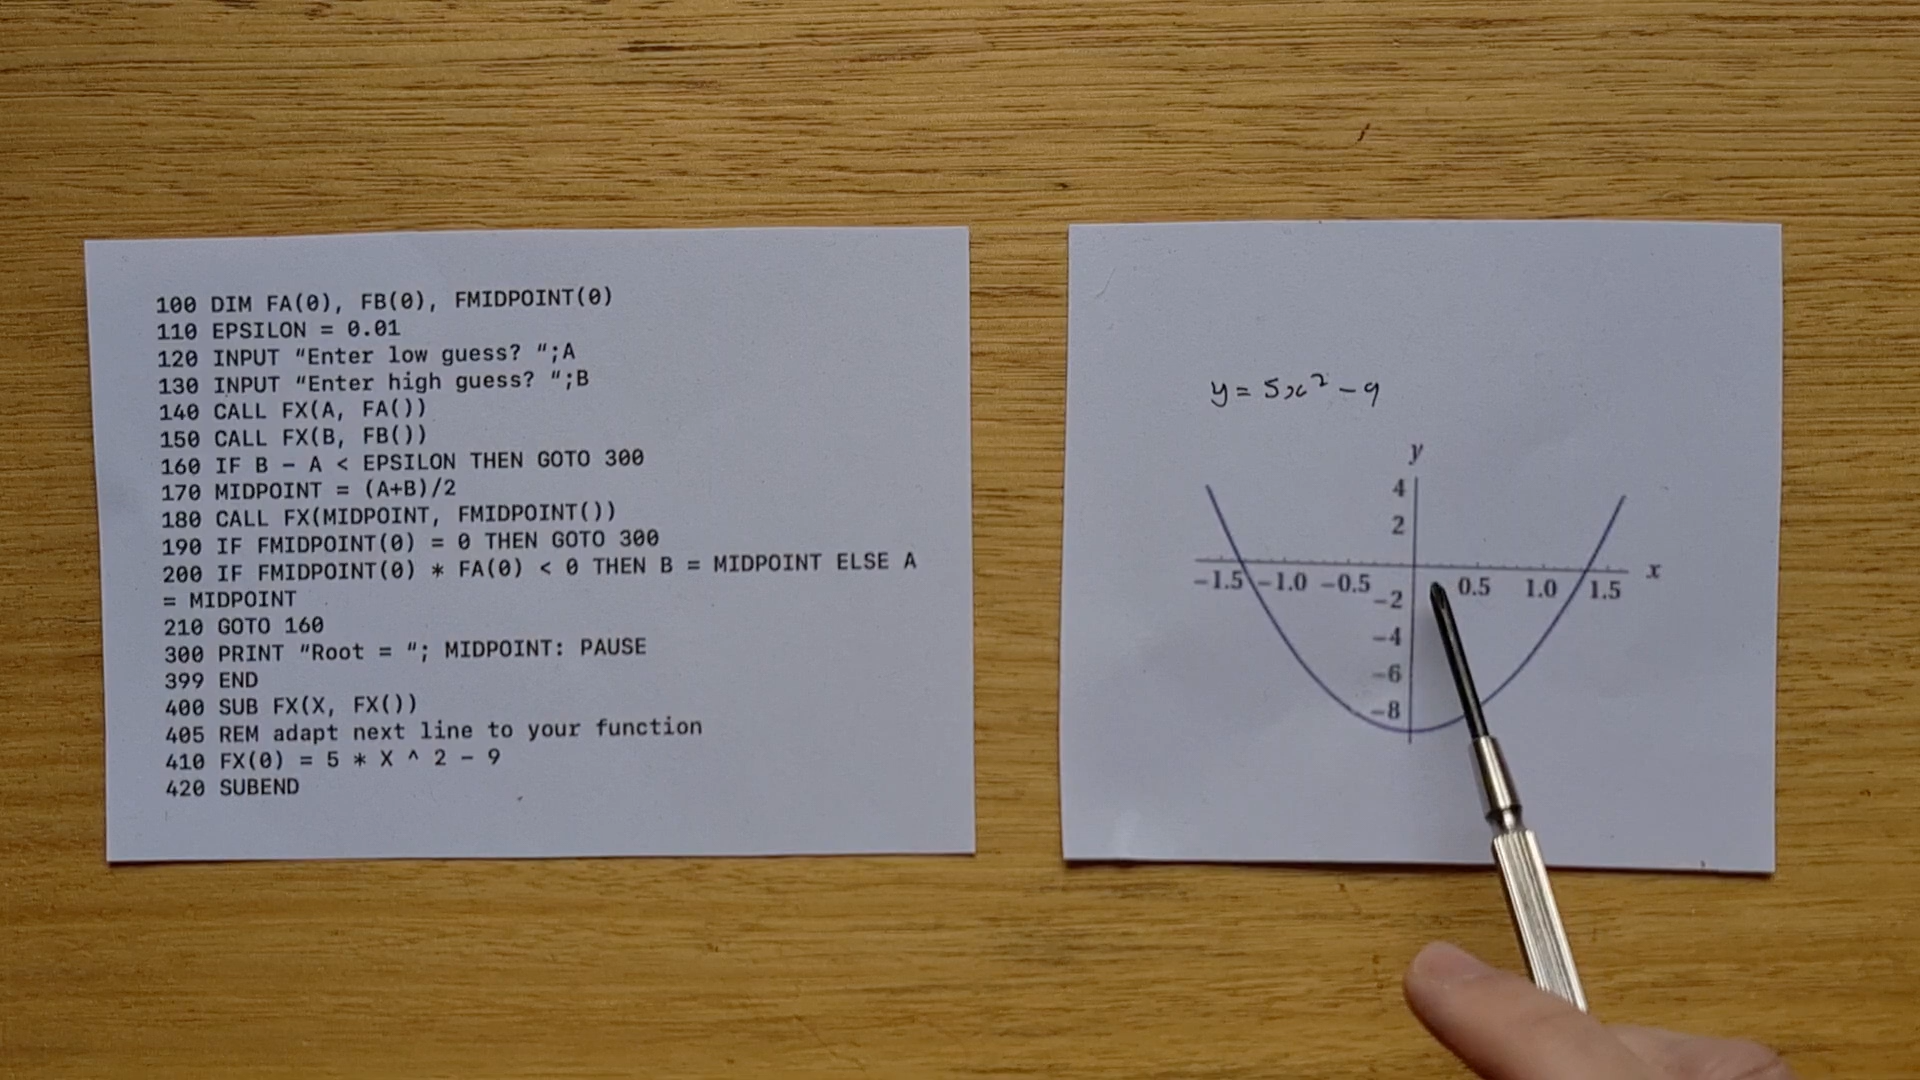 100 DIM FA(0), FB(0), FMIDPOINT(0)
110 EPSILON = 0.01
120 INPUT “Enter low guess? “;A
130 INPUT “Enter high guess? “;B
140 CALL FX(A, FA())
150 CALL FX(B, FB())
160 IF B – A < EPSILON THEN GOTO 300
170 MIDPOINT = (A+B)/2
180 CALL FX(MIDPOINT, FMIDPOINT())
190 IF FMIDPOINT(0) = 0 THEN GOTO 300
200 IF FMIDPOINT(0) * FA(0) < 0 THEN B = MIDPOINT ELSE A
= MIDPOINT
210 GOTO 160
300 PRINT “Root = “; MIDPOINT: PAUSE
399 END
400 SUB FX(X, FX())
405 REM adapt next line to your function
410 FX(0) = 5 * X ^ 2 – 9
420 SUBEND
y = 5x² – 9
y
4
2
–1.5 –1.0 –0.5 0.5 1.0 1.5 x
–2
–4
–6
–8